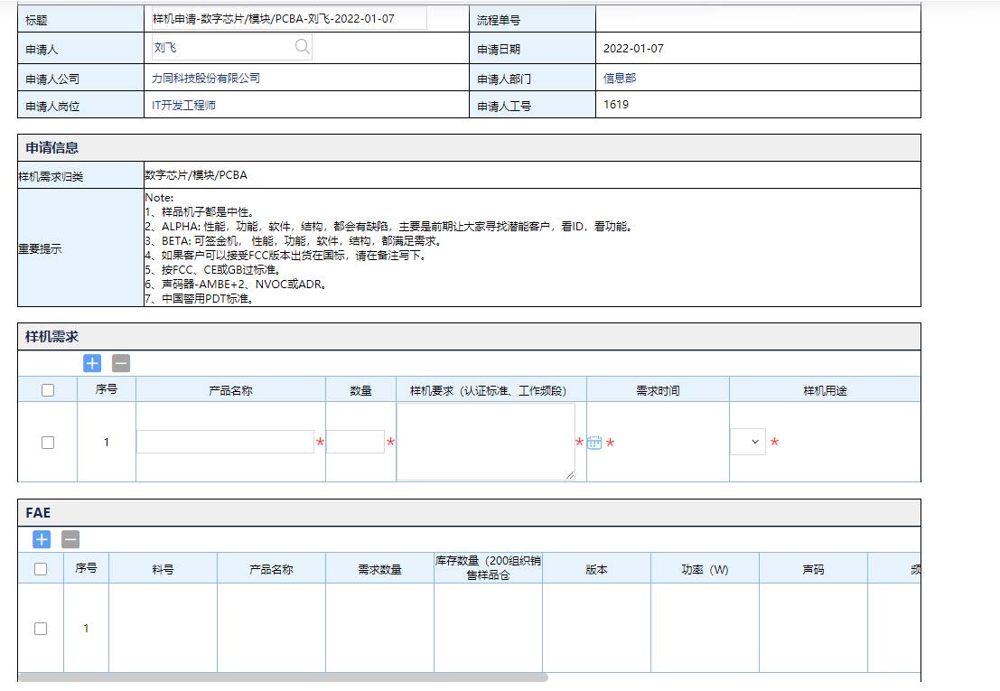 标题 样机申请-数字芯片/模块/PCBA-刘飞-2022-01-07 流程单号
申请人 刘飞 申请日期 2022-01-07
申请人公司 力同科技股份有限公司 申请人部门 信息部
申请人岗位 IT开发工程师 申请人工号 1619
申请信息
样机需求归类 数字芯片/模块/PCBA
重要提示
Note:
1、样品机子都是中性。
2、ALPHA: 性能，功能，软件，结构，都会有缺陷，主要是前期让大家寻找潜能客户，看ID，看功能。
3、BETA: 可签金机， 性能，功能，软件，结构，都满足需求。
4、如果客户可以接受FCC版本出货在国标，请在备注写下。
5、按FCC、CE或GB过标准。
6、声码器-AMBE+2、NVOC或ADR。
7、中国警用PDT标准。
样机需求
序号 产品名称 数量 样机要求（认证标准、工作频段） 需求时间 样机用途
1 * * * * *
FAE
序号 料号 产品名称 需求数量 库存数量（200组织销
售样品仓 版本 功率（W) 声码 频
1